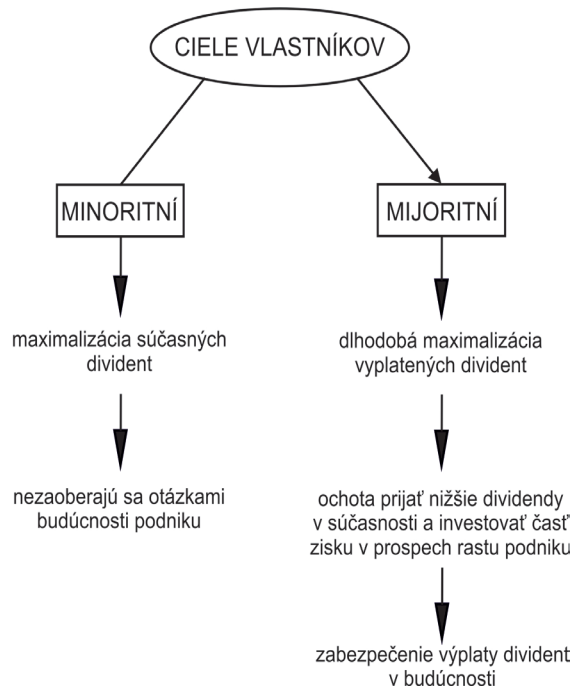 CIELE VLASTNÍKOV
MINORITNÍ
maximalizácia súčasných
divident
nezaoberajú sa otázkami
budúcnosti podniku
MIJORITNÍ
dlhodobá maximalizácia
vyplatených divident
ochota prijať nižšie dividendy
v súčasnosti a investovať časť
zisku v prospech rastu podniku
zabezpečenie výplaty divident
v budúcnosti